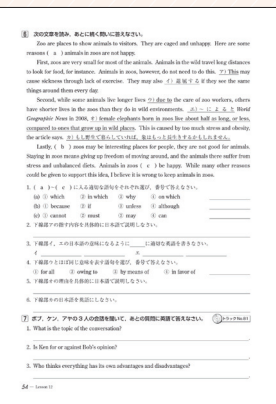 6 次の文章を読み、あとに続く問いに答えなさい。
Zoo are places to show animals to visitors. They are caged and unhappy. Here are some
reasons ( a ) animals in zoos are not happy.
First, zoos are very small for most of the animals. Animals in the wild travel long distances
to look for food, for instance. Animals in zoos, however, do not need to do this. ア) This may
cause sickness through lack of exercise. They may also イ) 退屈する if they see the same
things around them every day.
Second, while some animals live longer lives ウ) due to the care of zoo workers, others
have shorter lives in the zoos than they do in wild environments. エ) ～によると World
Geographic News in 2008, オ) female elephants born in zoos live about half as long, or less,
compared to ones that grow up in wild places. This is caused by too much stress and obesity,
the article says. カ) もし野生で暮らしていれば、象はもっと長生きするかもしれません。
Lastly, ( b ) zoos may be interesting places for people, they are not good for animals.
Staying in zoos means giving up freedom of moving around, and the animals there suffer from
stress and unbalanced diets. Animals in zoos ( c ) be happy. While many other reasons
could be given to support this idea, I believe it is wrong to keep animals in zoos.
1. ( a )～( c )に入る適切な語句をそれぞれ選び、番号で答えなさい。
(a) ① which ② in which ③ why ④ on which
(b) ① because ② if ③ unless ④ although
(c) ① cannot ② must ③ may ④ can
2. 下線部アの指す内容を具体的に日本語で説明しなさい。
3. 下線部イ、エの日本語の意味になるように____に適切な英語を書きなさい。
イ エ
4. 下線部ウとほぼ同じ意味を表す語句を選び、番号で答えなさい。
① for all ② owing to ③ by means of ④ in favor of
5. 下線部オの理由を具体的に日本語で説明しなさい。
6. 下線部カの日本語を英語にしなさい。
7 ボブ、ケン、アヤの3人の会話を聞いて、あとの質問に英語で答えなさい。
1. What is the topic of the conversation?
2. Is Ken for or against Bob's opinion?
3. Who thinks everything has its own advantages and disadvantages?
54 － Lesson 11